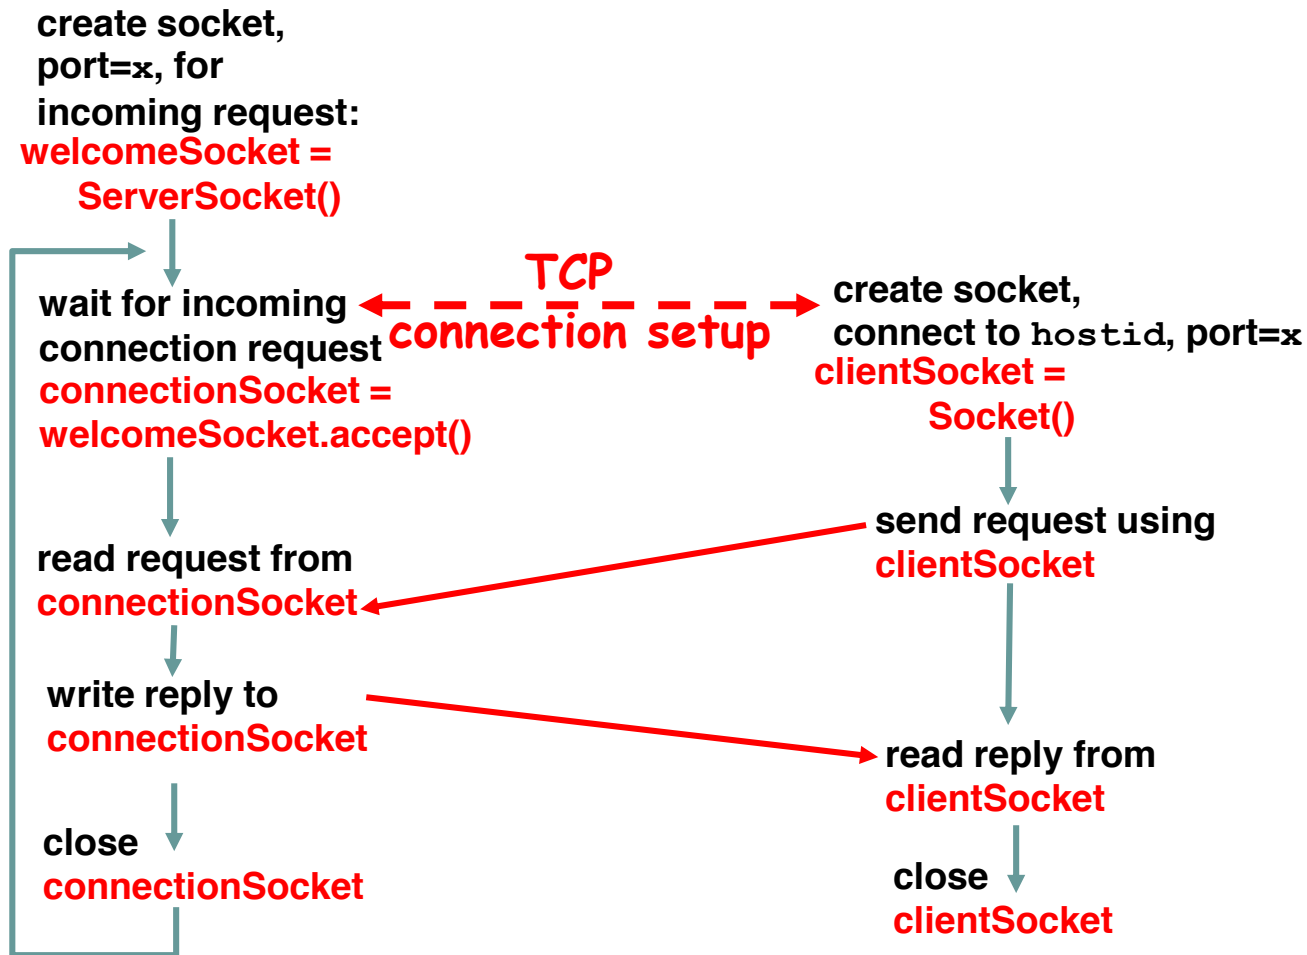 create socket,
port=x, for
incoming request:
welcomeSocket =
ServerSocket()
wait for incoming
connection request
connectionSocket =
welcomeSocket.accept()
read request from
connectionSocket
write reply to
connectionSocket
close
connectionSocket
TCP
connection setup
create socket,
connect to hostid, port=x
clientSocket =
Socket()
send request using
clientSocket
read reply from
clientSocket
close
clientSocket